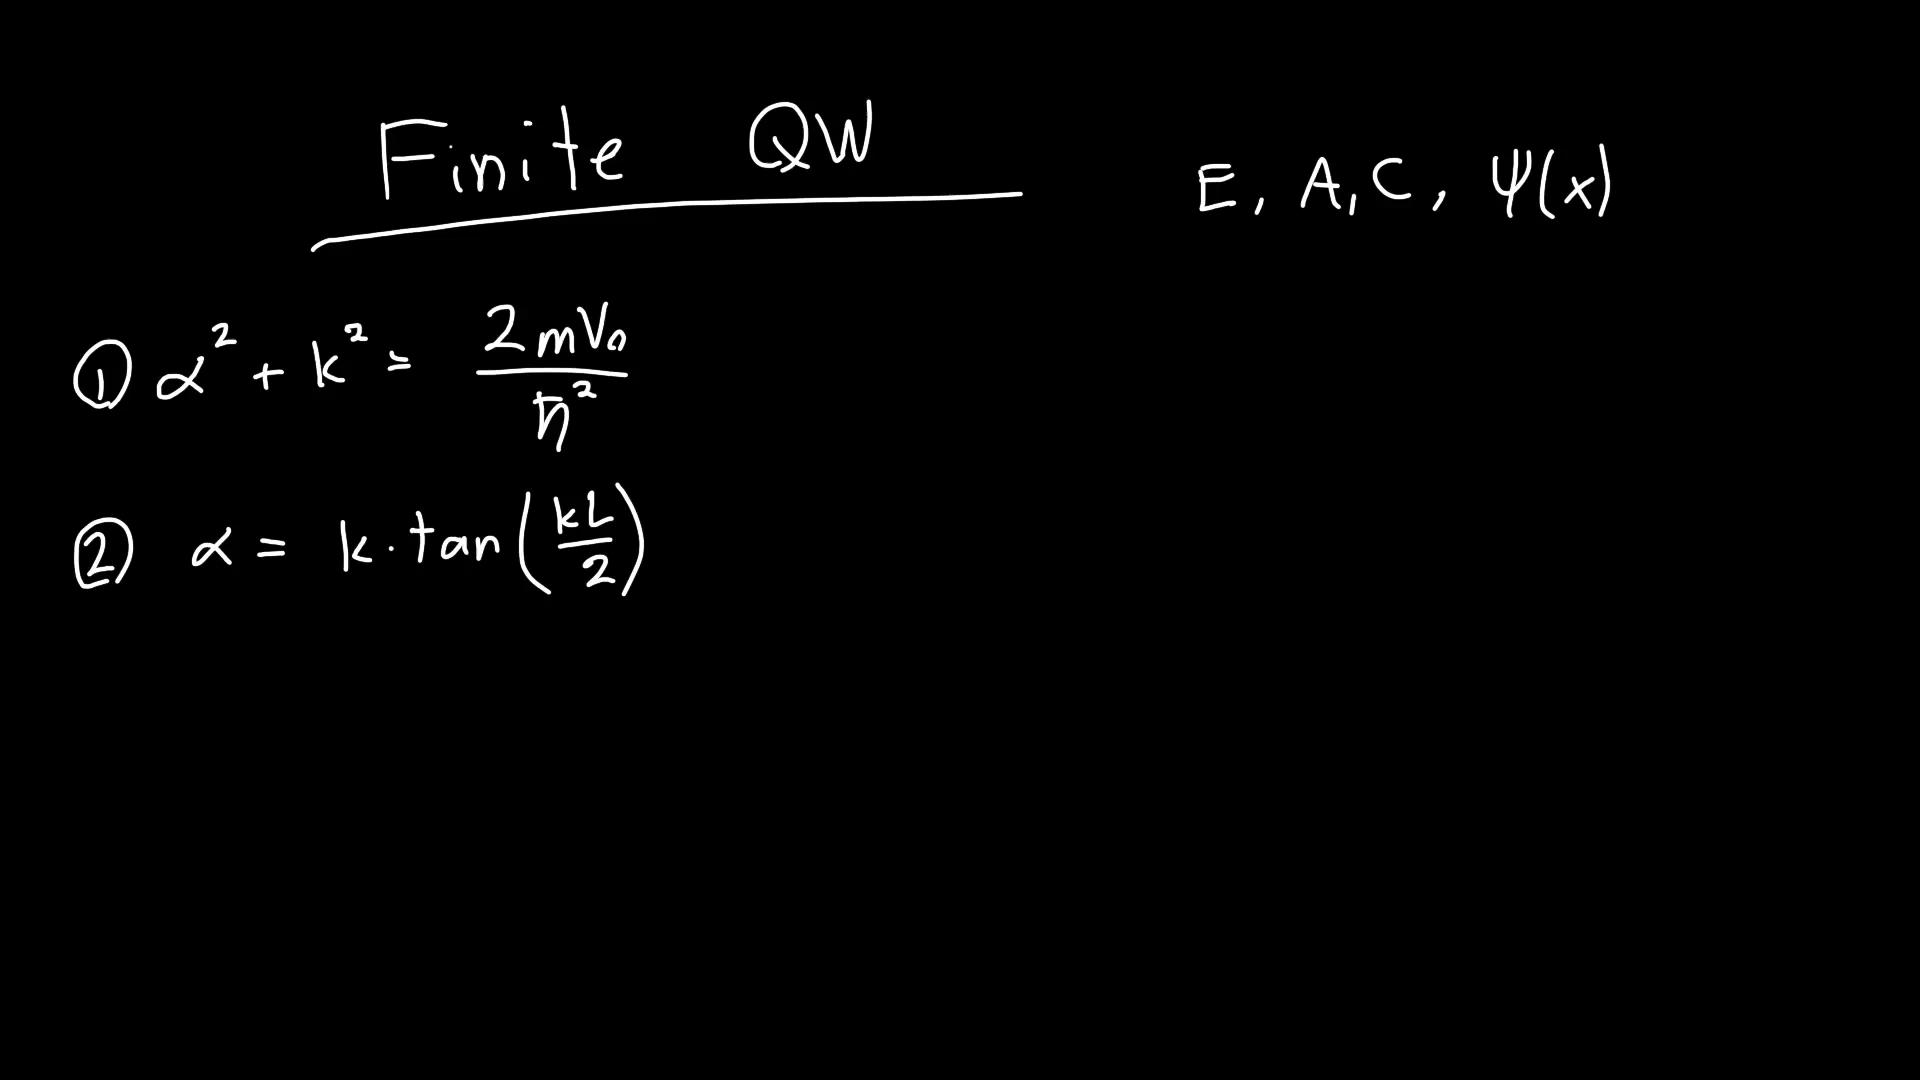 Finite QW
E, A, C, Ψ(x)
① α² + k² = 2mV₀/ħ²
② α = k·tan(kL/2)